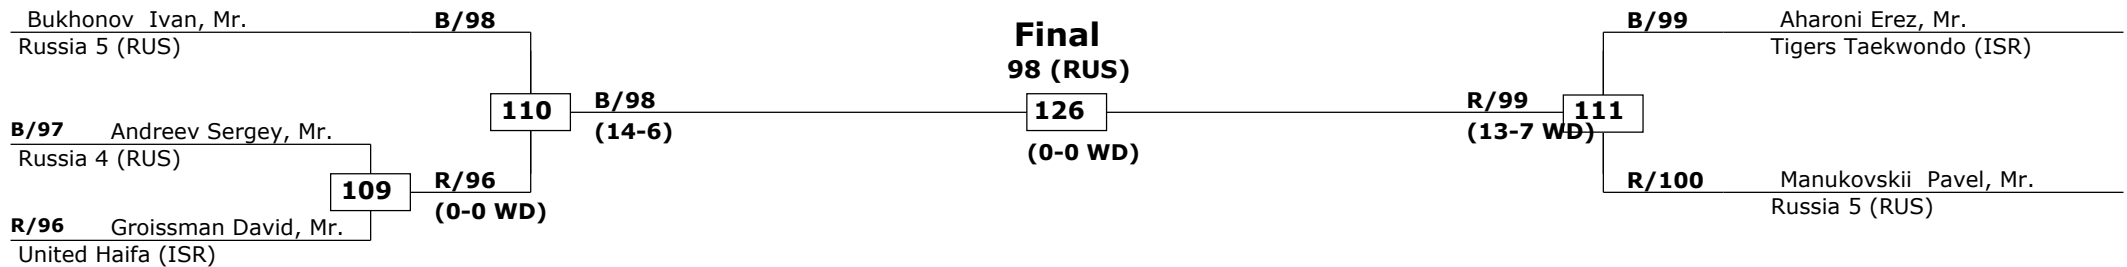 Bukhonov Ivan, Mr.
B/98
Russia 5 (RUS)
B/97 Andreev Sergey, Mr.
Russia 4 (RUS)
R/96 Groissman David, Mr.
United Haifa (ISR)
109
R/96
(0-0 WD)
110
B/98
(14-6)
Final
98 (RUS)
126
(0-0 WD)
R/99
(13-7 WD)
111
B/99 Aharoni Erez, Mr.
Tigers Taekwondo (ISR)
R/100 Manukovskii Pavel, Mr.
Russia 5 (RUS)